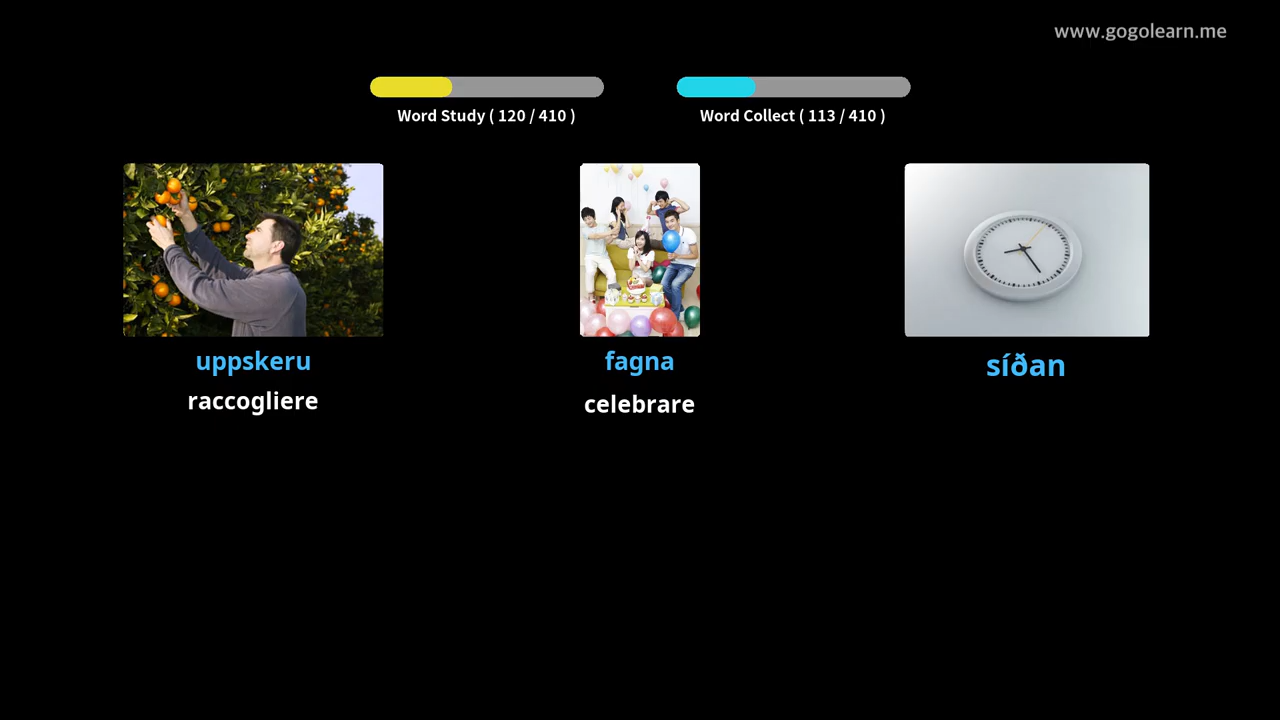 www.gogolearn.me
Word Study ( 120 / 410 )
Word Collect ( 113 / 410 )
uppskeru
fagna
síðan
raccogliere
celebrare